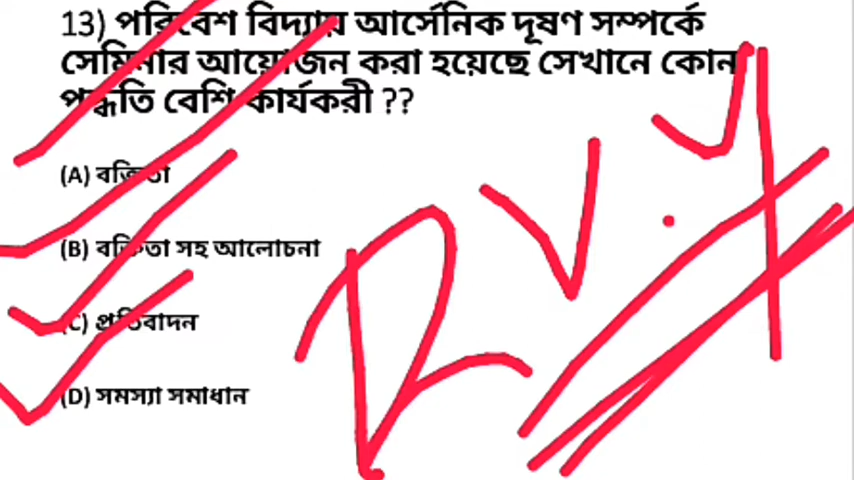 13) পরিবেশ বিদ্যায় আর্সেনিক দূষণ সম্পর্কে
সেমিনার আয়োজন করা হয়েছে সেখানে কোন
পদ্ধতি বেশি কার্যকরী ??
(A) বক্তিতা
(B) বক্তিতা সহ আলোচনা
(C) প্রতিবাদন
(D) সমস্যা সমাধান